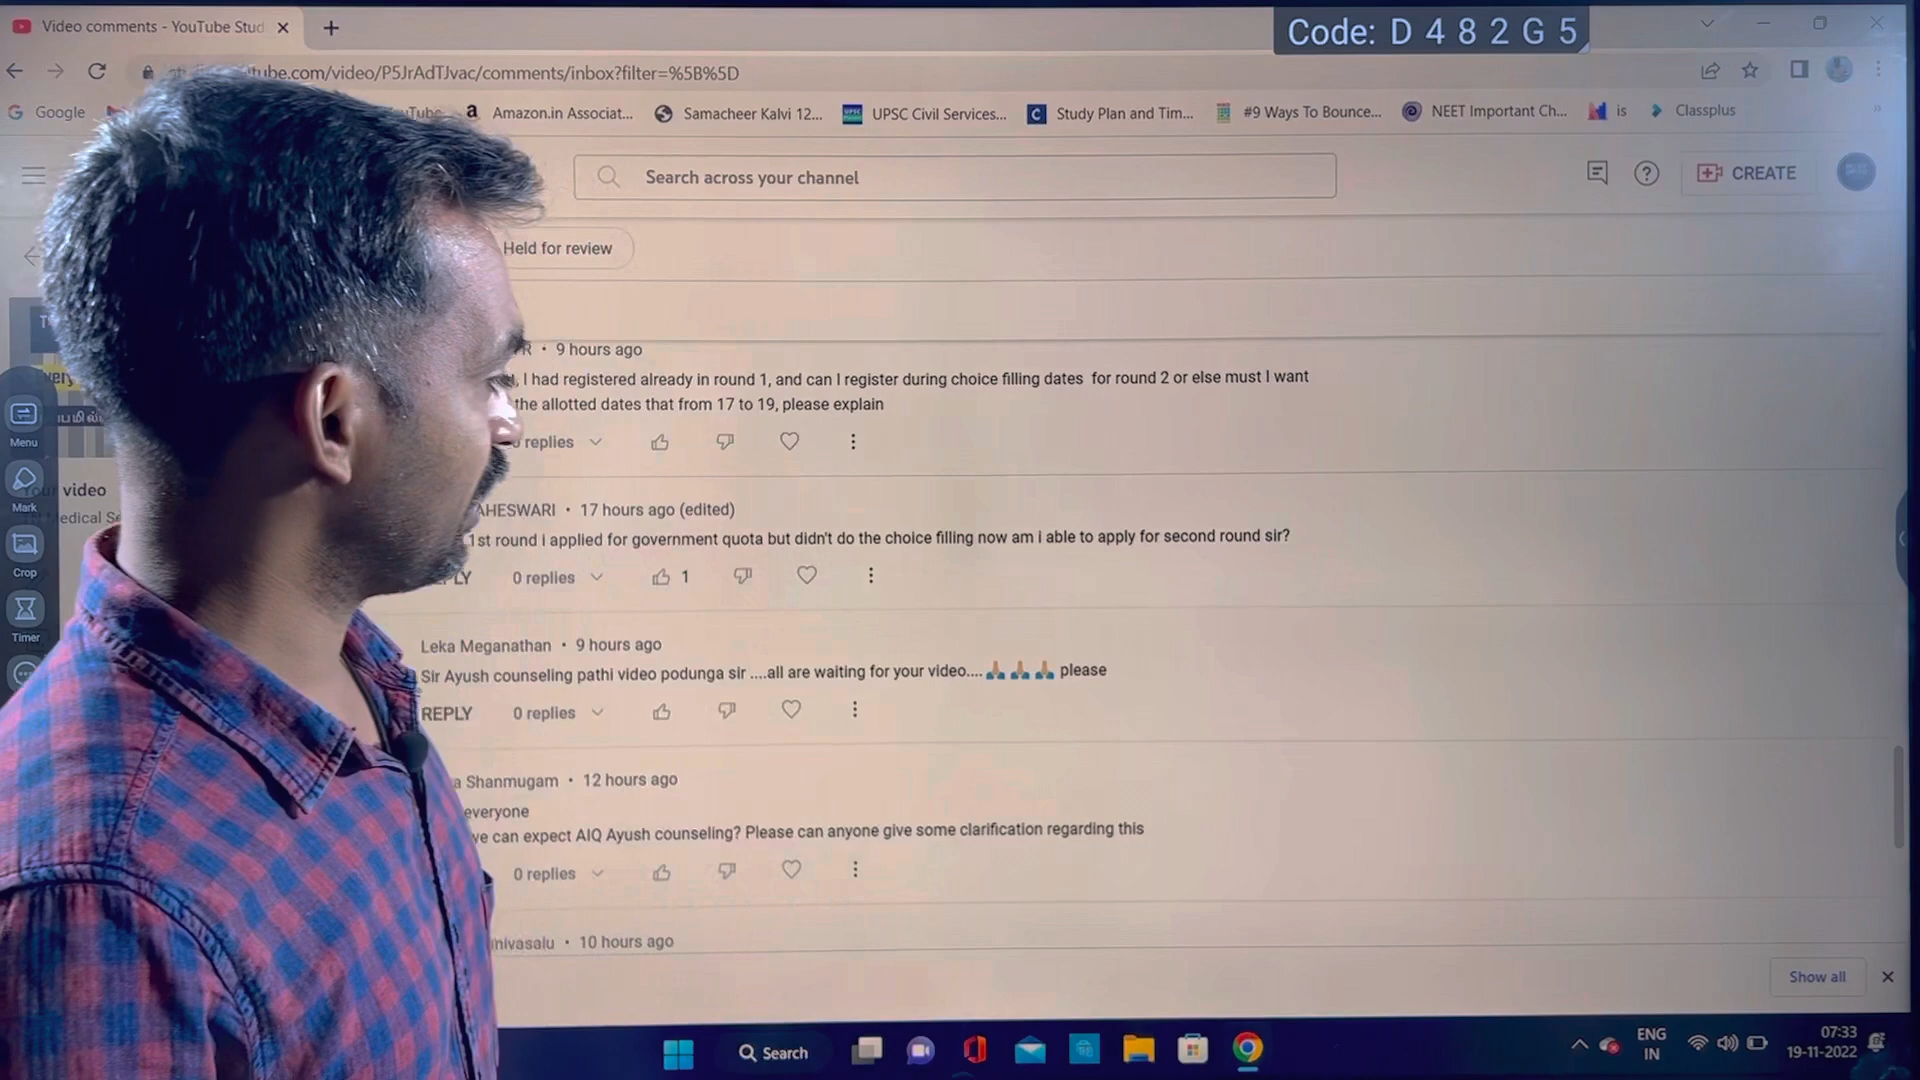 Video comments - YouTube Stud
Code: D 4 8 2 G 5
tube.com/video/P5JrAdTJvac/comments/inbox?filter=%5B%5D
Google
YouTube
Amazon.in Associat...
Samacheer Kalvi 12...
UPSC Civil Services...
Study Plan and Tim...
#9 Ways To Bounce...
NEET Important Ch...
is
Classplus
Search across your channel
CREATE
Held for review
R • 9 hours ago
, I had registered already in round 1, and can I register during choice filling dates for round 2 or else must I want
the allotted dates that from 17 to 19, please explain
replies
AHESWARI • 17 hours ago (edited)
1st round i applied for government quota but didn't do the choice filling now am i able to apply for second round sir?
0 replies
1
Leka Meganathan • 9 hours ago
Sir Ayush counseling pathi video podunga sir ....all are waiting for your video.... 🙏🏽 🙏🏽 🙏🏽 please
REPLY
0 replies
a Shanmugam • 12 hours ago
everyone
we can expect AIQ Ayush counseling? Please can anyone give some clarification regarding this
0 replies
nivasalu • 10 hours ago
Show all
Menu
Mark
Crop
Timer
Your video
Medical Se
Search
ENG
IN
07:33
19-11-2022